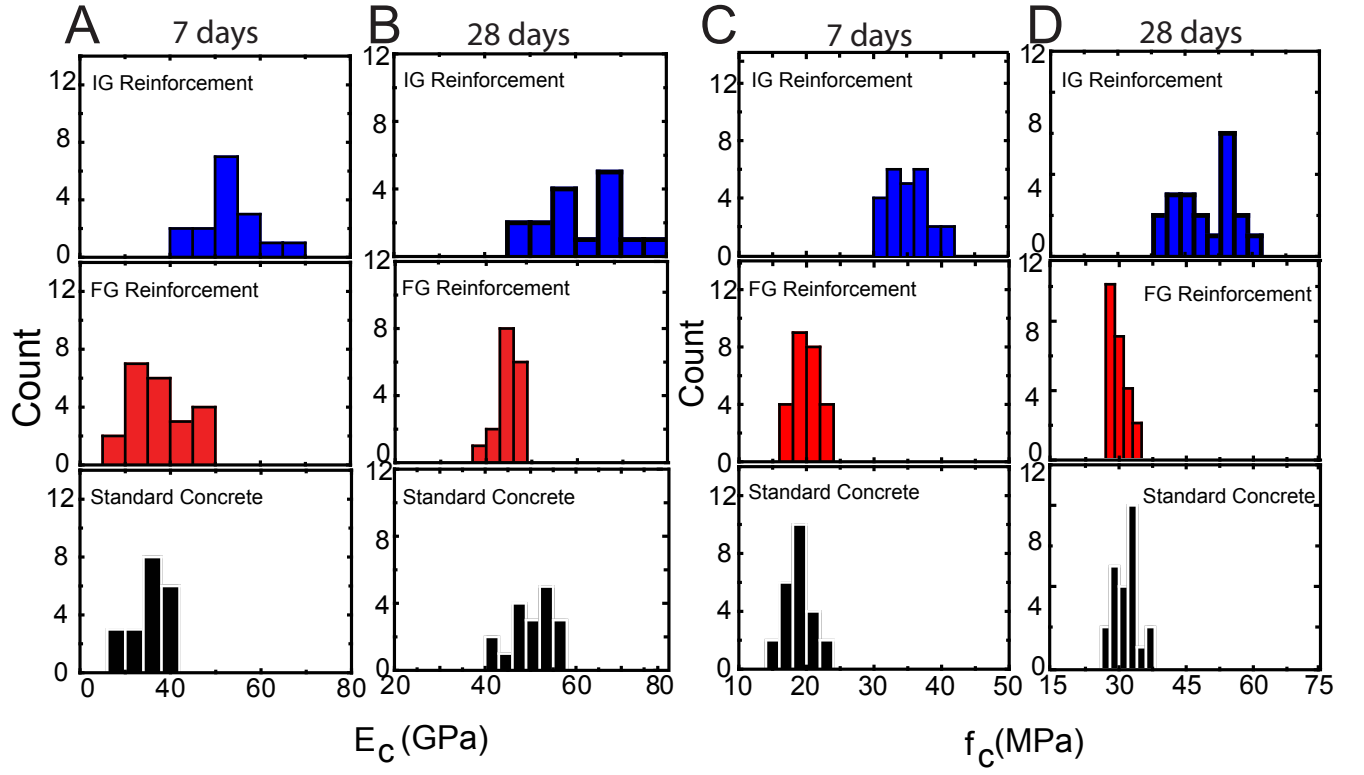 A 7 days B 28 days C 7 days D 28 days
12 IG Reinforcement 12 IG Reinforcement 12 IG Reinforcement 12 IG Reinforcement
8 8 8 8
4 4 4 4
0 0 0
12 FG Reinforcement 12 FG Reinforcement 12 FG Reinforcement 12 FG Reinforcement
8 8 8 8
Count Count
4 4 4 4
0 0 0 0
12 Standard Concrete 12 Standard Concrete 12 Standard Concrete 12 Standard Concrete
8 8 8 8
4 4 4 4
0 0 0 0
0 40 60 80 20 40 60 80 10 20 30 40 50 15 30 45 60 75
Ec (GPa) fc(MPa)